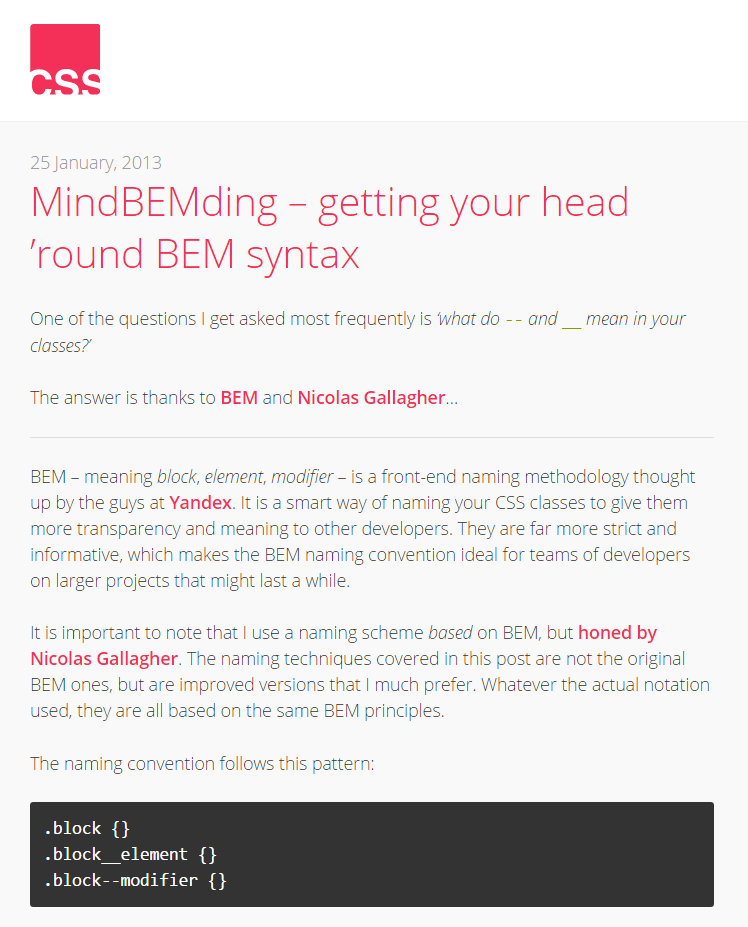 CSS
25 January, 2013
MindBEMding – getting your head
’round BEM syntax
One of the questions I get asked most frequently is ‘what do -- and __ mean in your
classes?’
The answer is thanks to BEM and Nicolas Gallagher…
BEM – meaning block, element, modifier – is a front-end naming methodology thought
up by the guys at Yandex. It is a smart way of naming your CSS classes to give them
more transparency and meaning to other developers. They are far more strict and
informative, which makes the BEM naming convention ideal for teams of developers
on larger projects that might last a while.
It is important to note that I use a naming scheme based on BEM, but honed by
Nicolas Gallagher. The naming techniques covered in this post are not the original
BEM ones, but are improved versions that I much prefer. Whatever the actual notation
used, they are all based on the same BEM principles.
The naming convention follows this pattern:
.block {}
.block__element {}
.block--modifier {}